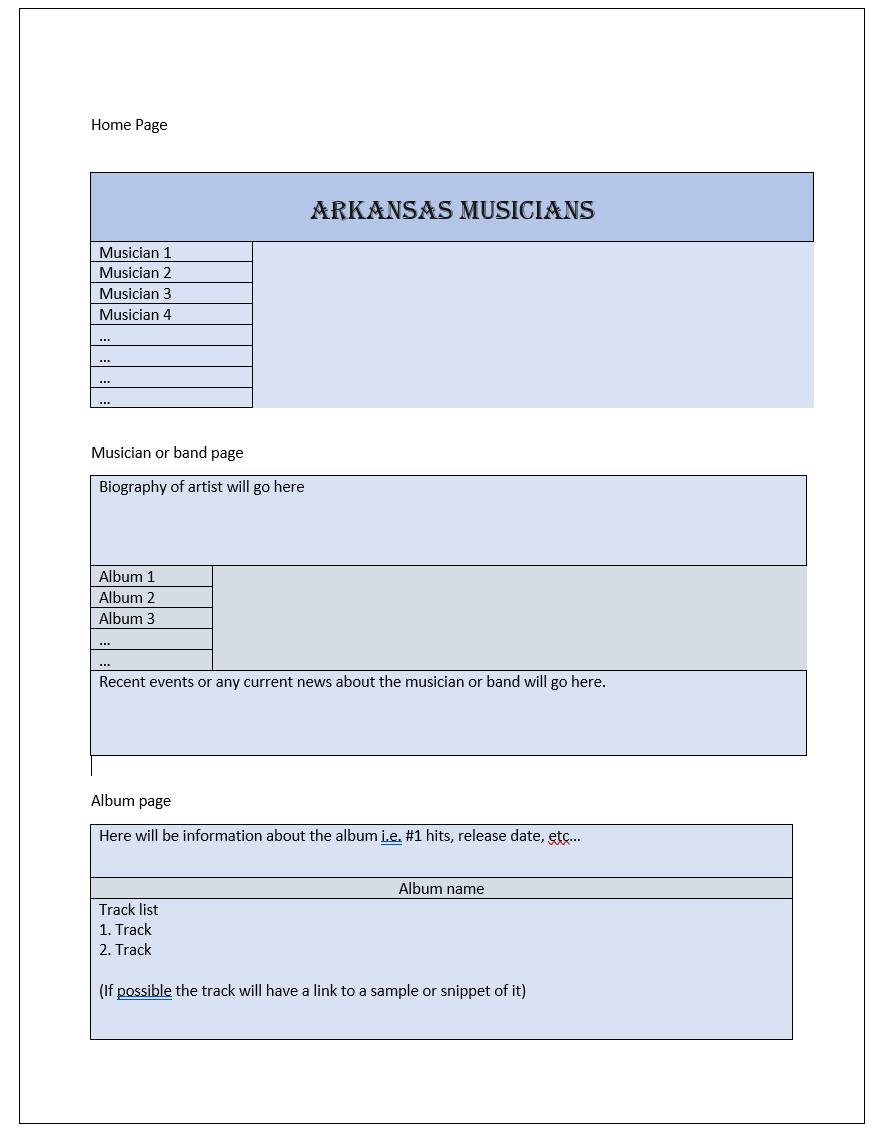 Home Page
ARKANSAS MUSICIANS
Musician 1
Musician 2
Musician 3
Musician 4
...
...
...
...
Musician or band page
Biography of artist will go here
Album 1
Album 2
Album 3
...
...
Recent events or any current news about the musician or band will go here.
Album page
Here will be information about the album i.e. #1 hits, release date, etc...
Album name
Track list
1. Track
2. Track
(If possible the track will have a link to a sample or snippet of it)